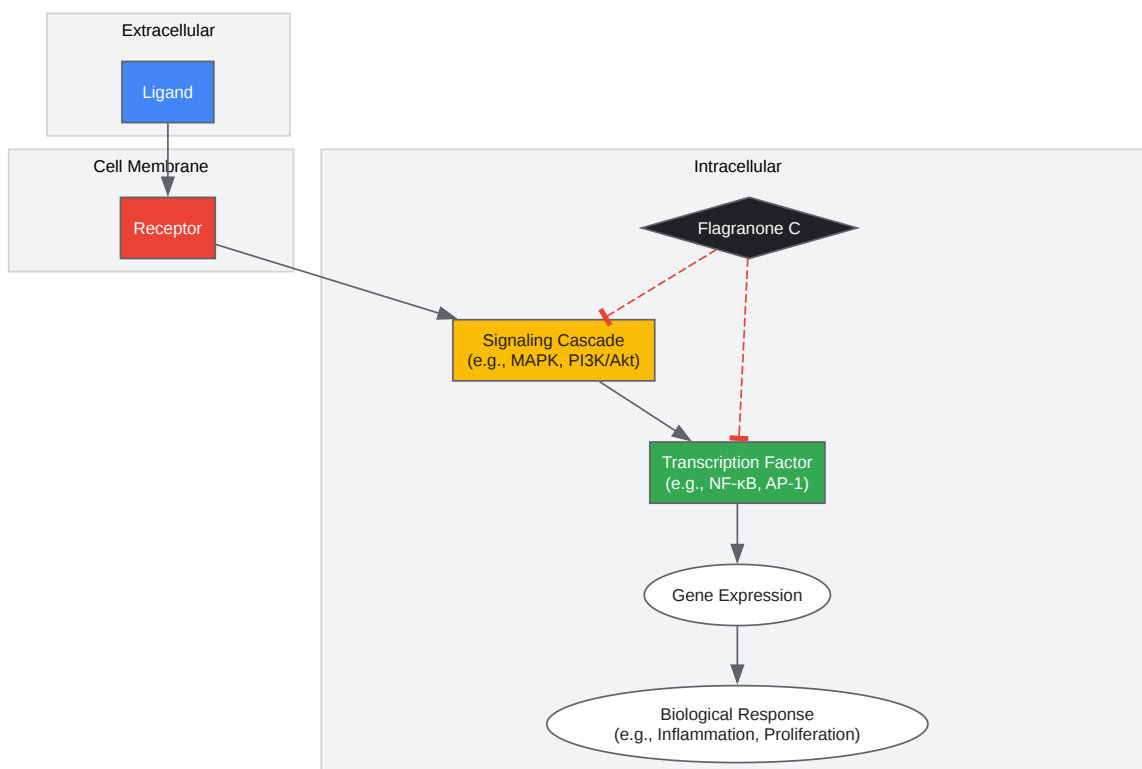 Extracellular
Ligand
Cell Membrane
Receptor
Intracellular
Flagranone C
Signaling Cascade
(e.g., MAPK, PI3K/Akt)
Transcription Factor
(e.g., NF-κB, AP-1)
Gene Expression
Biological Response
(e.g., Inflammation, Proliferation)